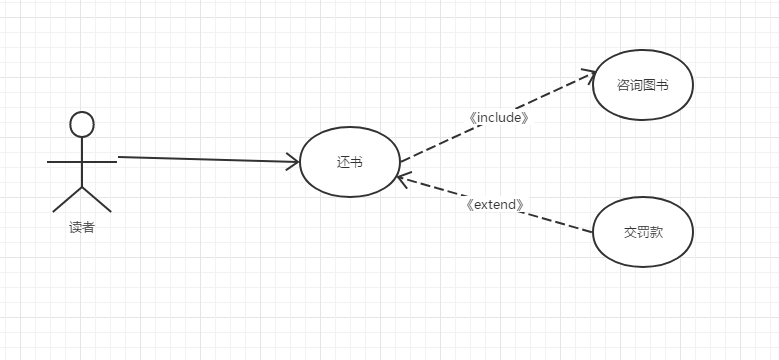 咨询图书
《include》
还书
《extend》
读者
交罚款